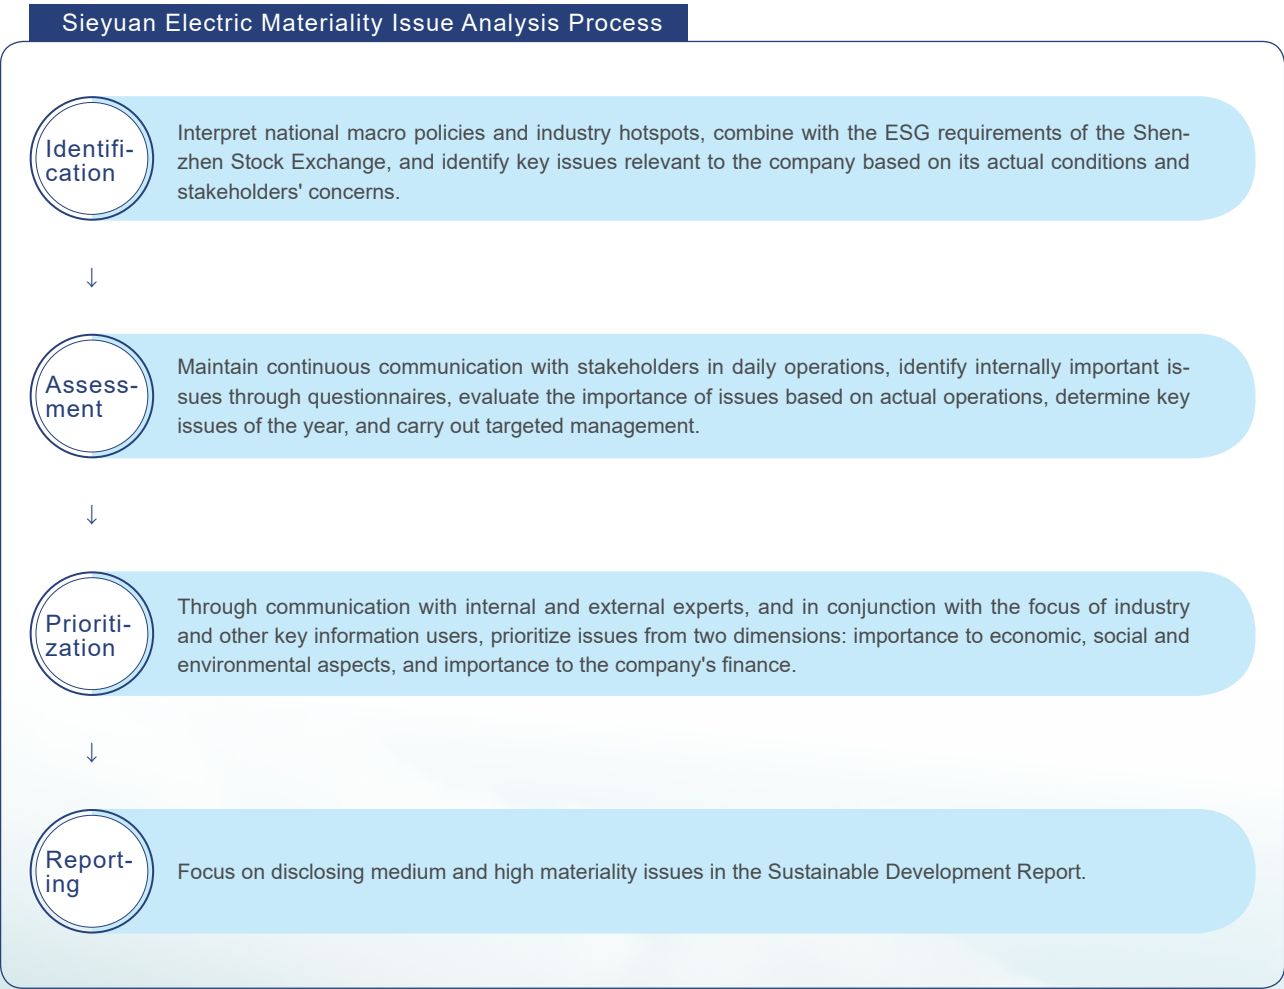 Sieyuan Electric Materiality Issue Analysis Process
Identifi-
cation
Interpret national macro policies and industry hotspots, combine with the ESG requirements of the Shen-
zhen Stock Exchange, and identify key issues relevant to the company based on its actual conditions and
stakeholders' concerns.
↓
Assess-
ment
Maintain continuous communication with stakeholders in daily operations, identify internally important is-
sues through questionnaires, evaluate the importance of issues based on actual operations, determine key
issues of the year, and carry out targeted management.
↓
Prioriti-
zation
Through communication with internal and external experts, and in conjunction with the focus of industry
and other key information users, prioritize issues from two dimensions: importance to economic, social and
environmental aspects, and importance to the company's finance.
↓
Report-
ing
Focus on disclosing medium and high materiality issues in the Sustainable Development Report.